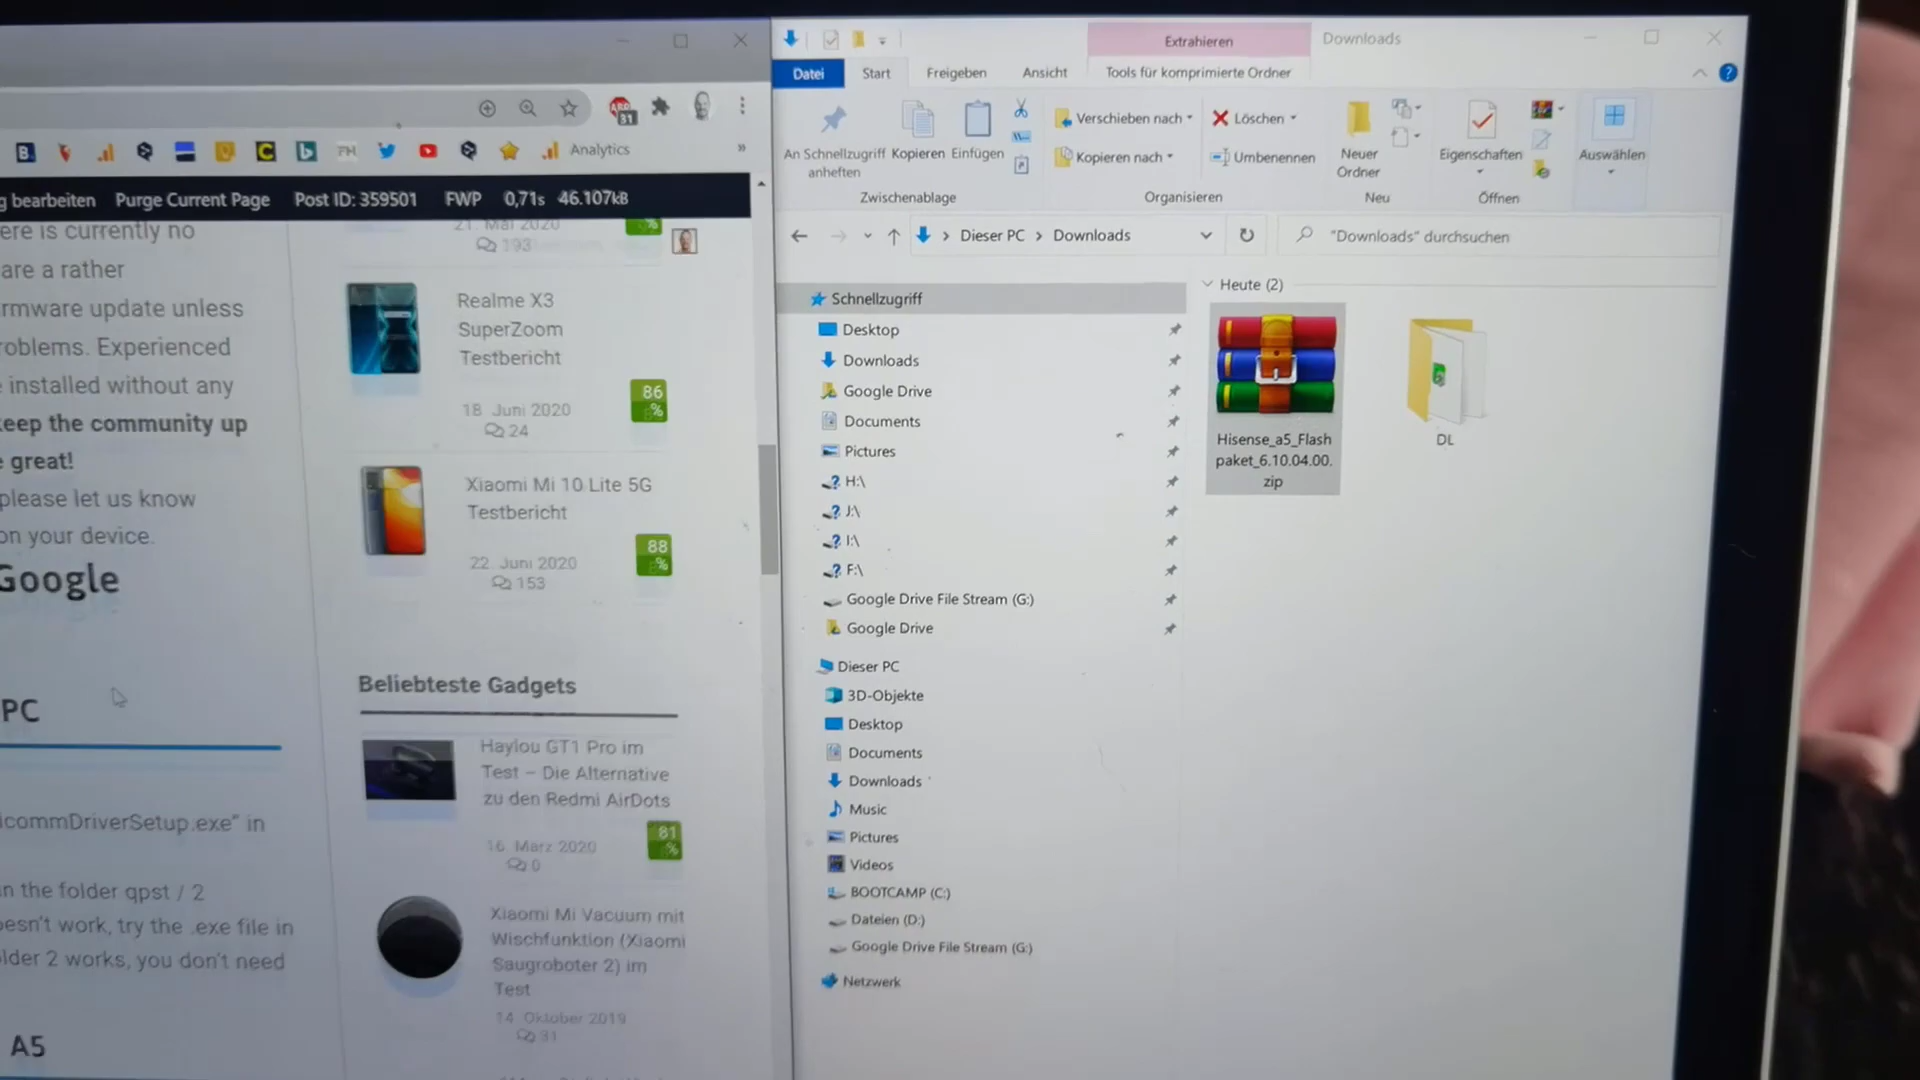 Analytics
g bearbeiten Purge Current Page Post ID: 359501 FWP 0,71s 46.107kB
ere is currently no
are a rather
rmware update unless
roblems. Experienced
e installed without any
keep the community up
e great!
please let us know
on your device.
Google
PC
commDriverSetup.exe" in
in the folder qpst / 2
oesn't work, try the .exe file in
older 2 works, you don't need
A5
21. Mai 2020
193
%
Realme X3
SuperZoom
Testbericht
18. Juni 2020
24
86
%
Xiaomi Mi 10 Lite 5G
Testbericht
22. Juni 2020
153
88
%
Beliebteste Gadgets
Haylou GT1 Pro im
Test – Die Alternative
zu den Redmi AirDots
16. März 2020
0
81
%
Xiaomi Mi Vacuum mit
Wischfunktion (Xiaomi
Saugroboter 2) im
Test
14. Oktober 2019
31
Extrahieren Downloads
Datei Start Freigeben Ansicht Tools für komprimierte Ordner
An Schnellzugriff
anheften
Kopieren
Einfügen
Verschieben nach
Kopieren nach
Löschen
Umbenennen
Neuer
Ordner
Eigenschaften
Auswählen
Zwischenablage Organisieren Neu Öffnen
Dieser PC Downloads
"Downloads" durchsuchen
Schnellzugriff
Desktop
Downloads
Google Drive
Documents
Pictures
H:\
J:\
I:\
F:\
Google Drive File Stream (G:)
Google Drive
Dieser PC
3D-Objekte
Desktop
Documents
Downloads
Music
Pictures
Videos
BOOTCAMP (C:)
Dateien (D:)
Google Drive File Stream (G:)
Netzwerk
Heute (2)
Hisense_a5_Flash
paket_6.10.04.00.
zip
DL